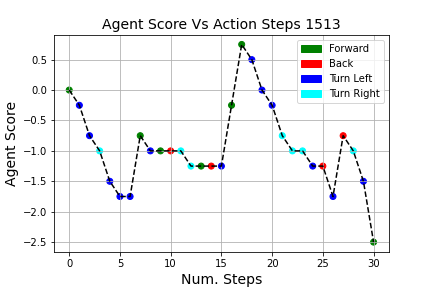 Agent Score Vs Action Steps 1513
Forward
Back
Turn Left
Turn Right
Agent Score
0.5
0.0
−0.5
−1.0
−1.5
−2.0
−2.5
0 5 10 15 20 25 30
Num. Steps